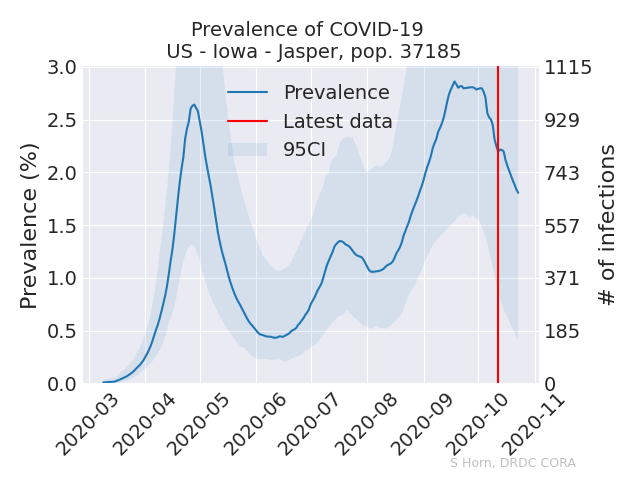 Prevalence of COVID-19
US - Iowa - Jasper, pop. 37185
Prevalence
Latest data
95CI
Prevalence (%)
3.0
2.5
2.0
1.5
1.0
0.5
0.0
1115
929
743
557
371
185
0
# of infections
2020-03
2020-04
2020-05
2020-06
2020-07
2020-08
2020-09
2020-10
2020-11
S Horn, DRDC CORA